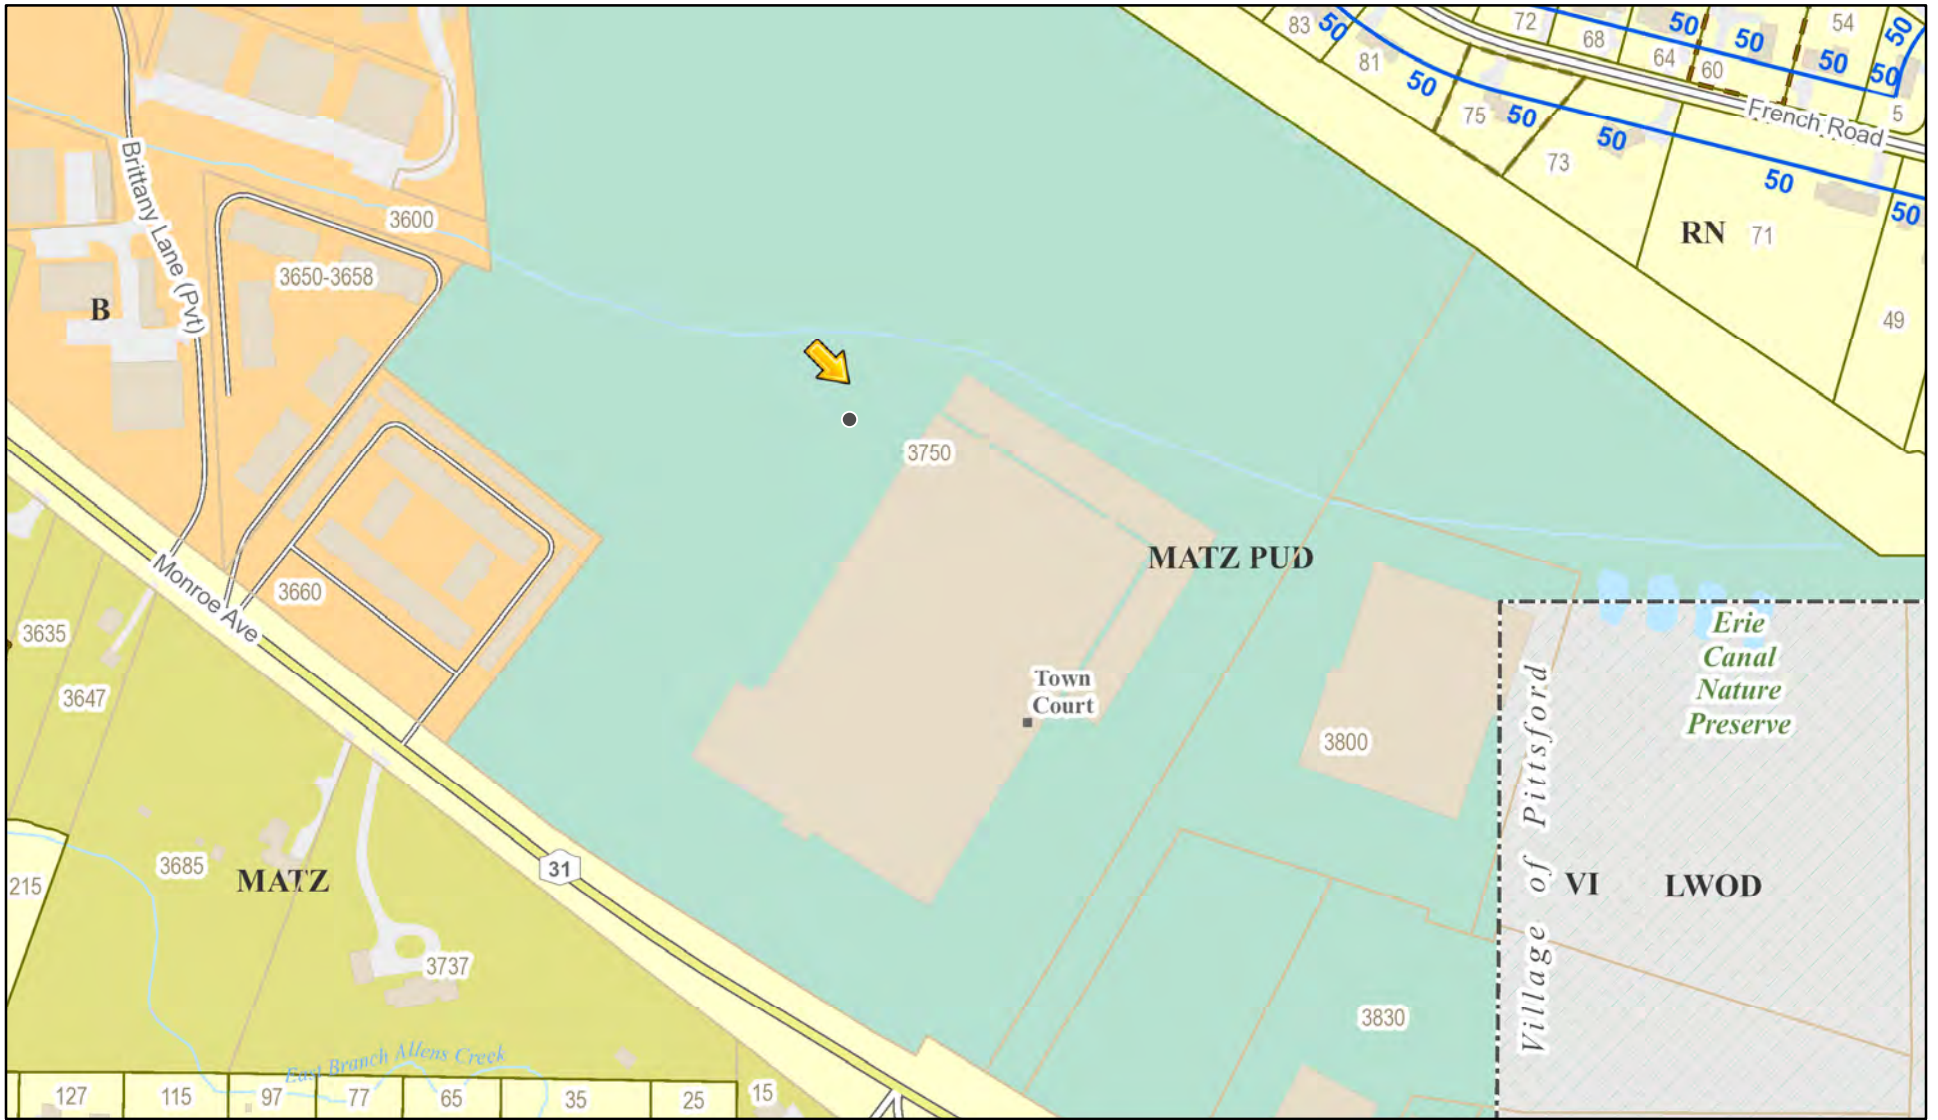 83
50
72
68
50
64
60
50
54
50
50
50
81
50
75
50
50
73
50
50
French Road
5
RN
71
49
Brittany Lane (Pvt)
3600
3650-3658
B
3750
MATZ PUD
Monroe Ave
3660
3635
3647
Town
Court
3800
Erie
Canal
Nature
Preserve
Village of Pittsford
VI
LWOD
31
3685
MATZ
215
3737
3830
East Branch Allens Creek
127
115
97
77
65
35
25
15